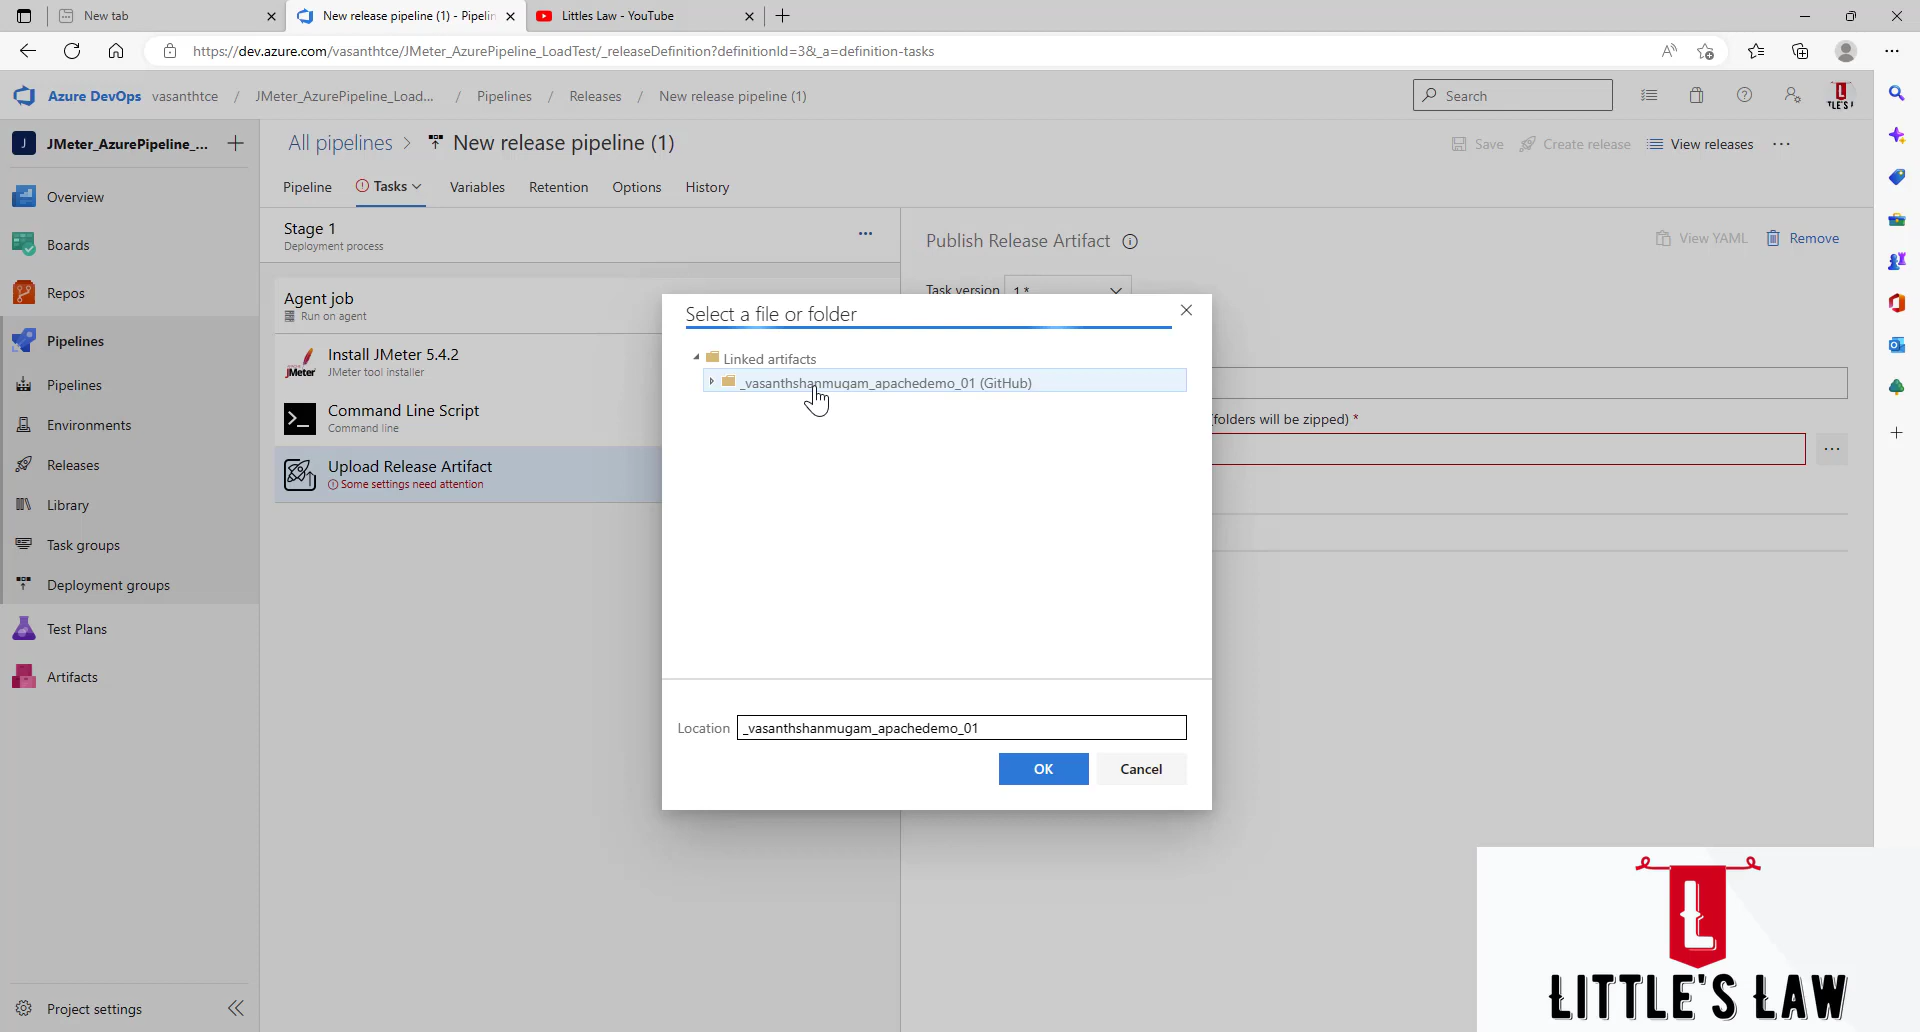 New tab
New release pipeline (1) - Pipelin
Littles Law - YouTube
https://dev.azure.com/vasanthtce/JMeter_AzurePipeline_LoadTest/_releaseDefinition?definitionId=3&_a=definition-tasks
Azure DevOps vasanthtce / JMeter_AzurePipeline_Load... / Pipelines / Releases / New release pipeline (1)
Search
J JMeter_AzurePipeline_...
All pipelines > New release pipeline (1)
Save Create release View releases
Pipeline Tasks Variables Retention Options History
Overview
Boards
Repos
Pipelines
Pipelines
Environments
Releases
Library
Task groups
Deployment groups
Test Plans
Artifacts
Project settings
Stage 1
Deployment process
Agent job
Run on agent
Install JMeter 5.4.2
JMeter tool installer
Command Line Script
Command line
Upload Release Artifact
Some settings need attention
Publish Release Artifact
View YAML Remove
Task version 1.*
(folders will be zipped) *
Select a file or folder
Linked artifacts
_vasanthshanmugam_apachedemo_01 (GitHub)
Location _vasanthshanmugam_apachedemo_01
OK Cancel
L
LITTLE'S LAW